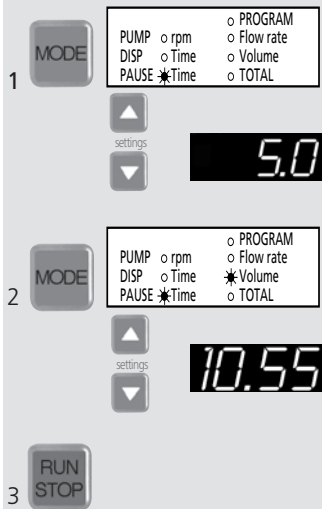 ○ PROGRAM
PUMP ○ rpm ○ Flow rate
MODE DISP ○ Time ○ Volume
1 PAUSE ☀Time ○ TOTAL
settings
5.0
○ PROGRAM
PUMP ○ rpm ○ Flow rate
MODE DISP ○ Time ☀Volume
2 PAUSE ☀Time ○ TOTAL
settings
10.55
RUN
3 STOP